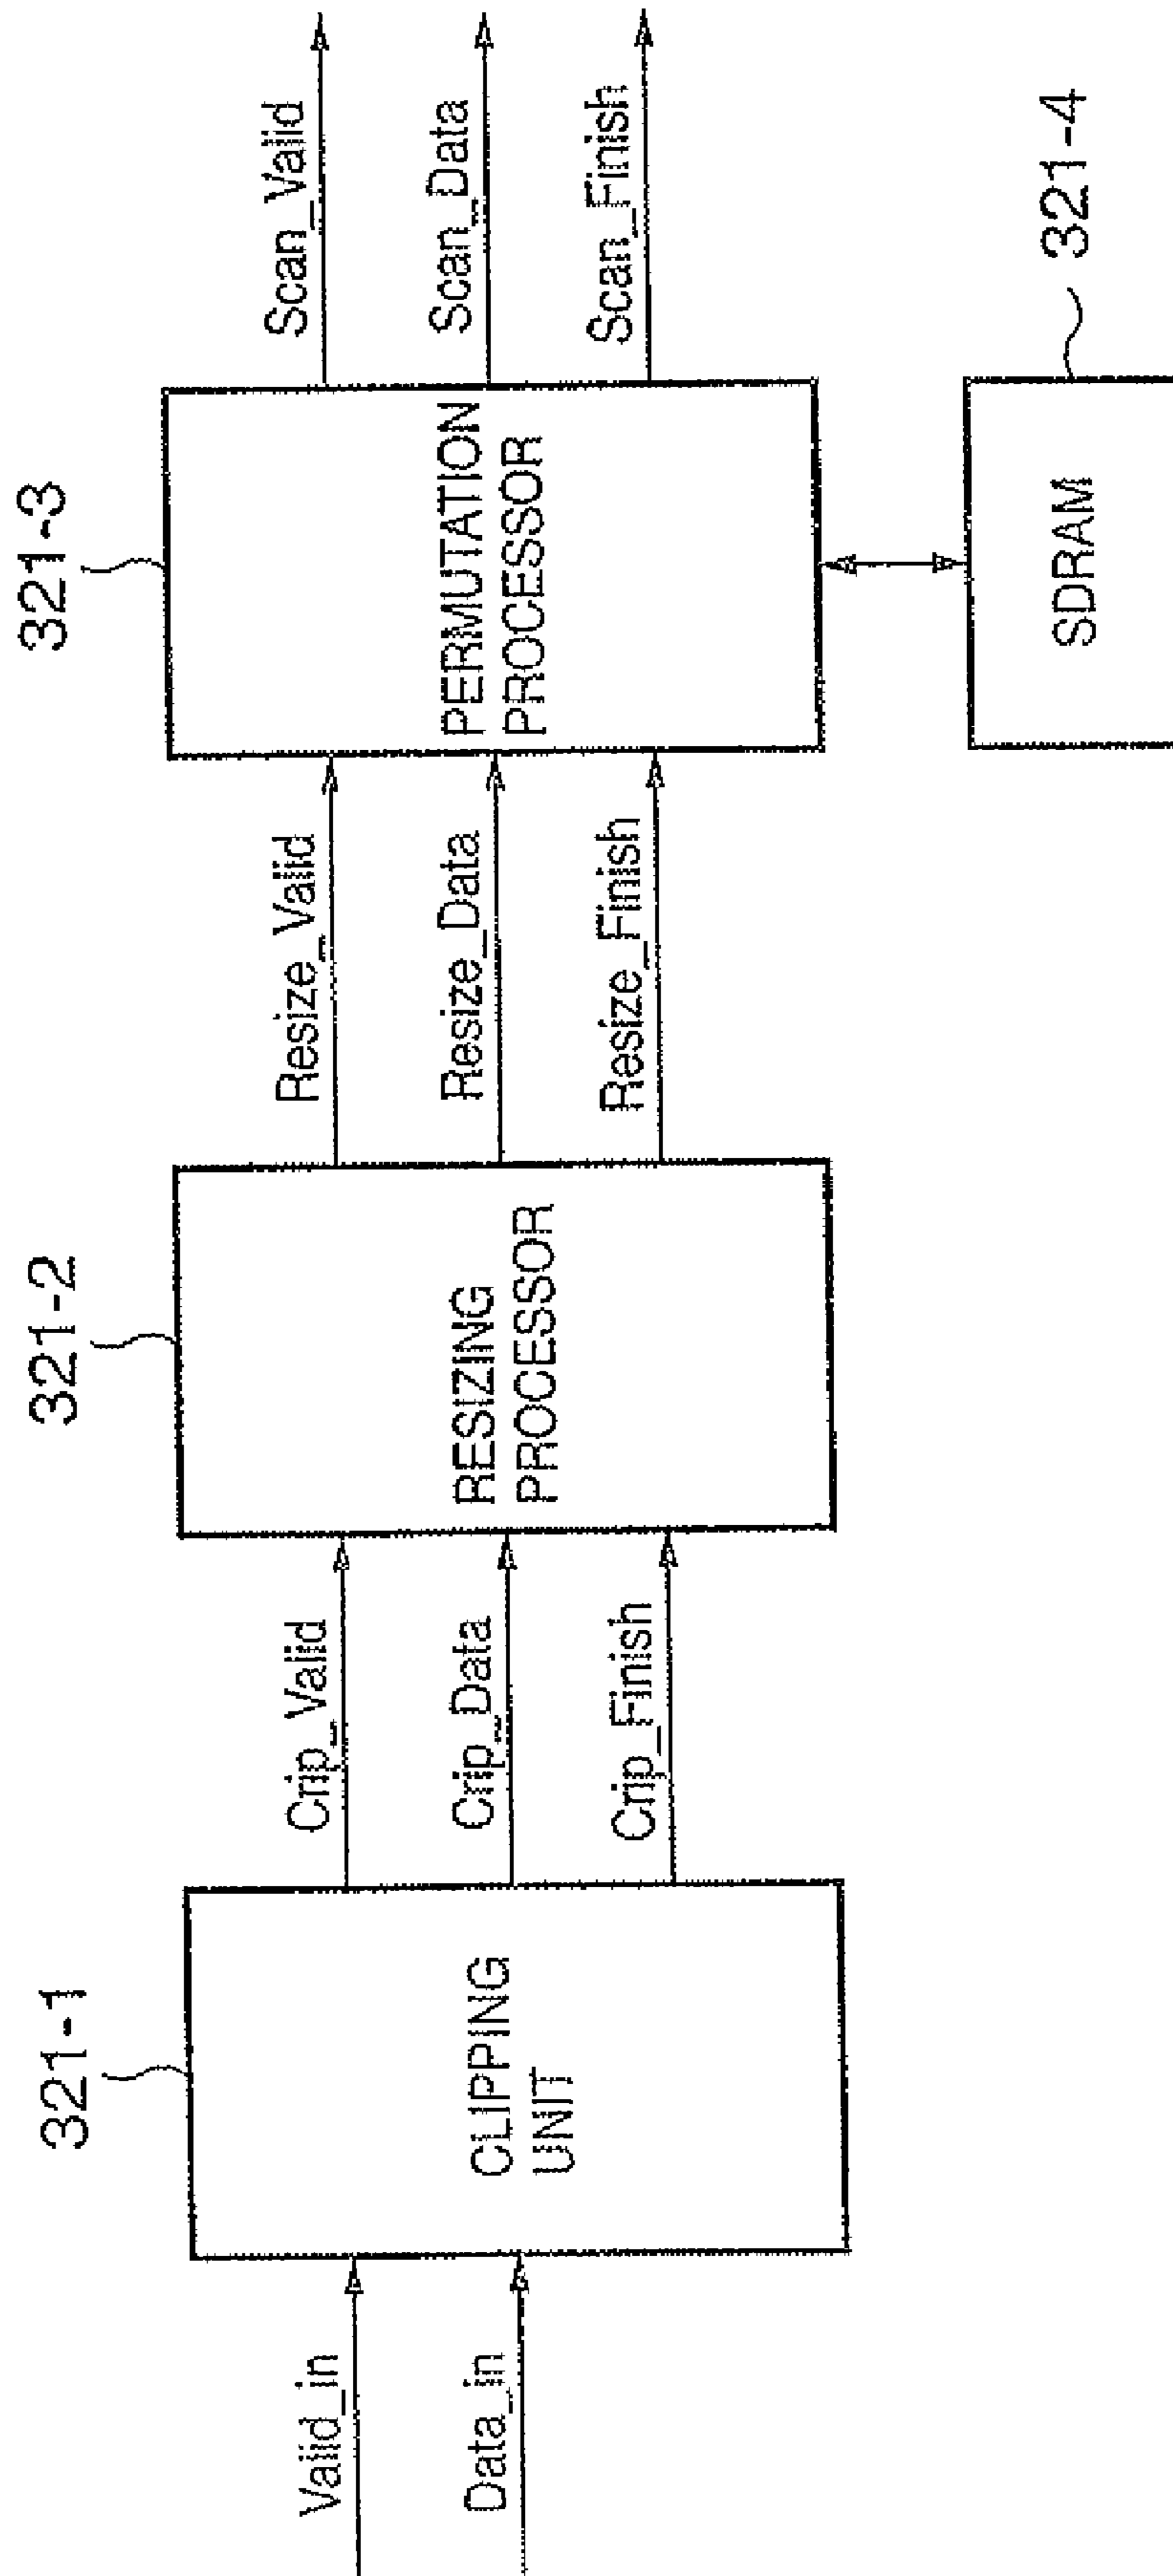 321-1
321-2
321-3
Valid_in
Data_in
CLIPPING
UNIT
Crip_Valid
Crip_Data
Crip_Finish
RESIZING
PROCESSOR
Resize_Valid
Resize_Data
Resize_Finish
PERMUTATION
PROCESSOR
Scan_Valid
Scan_Data
Scan_Finish
SDRAM
321-4